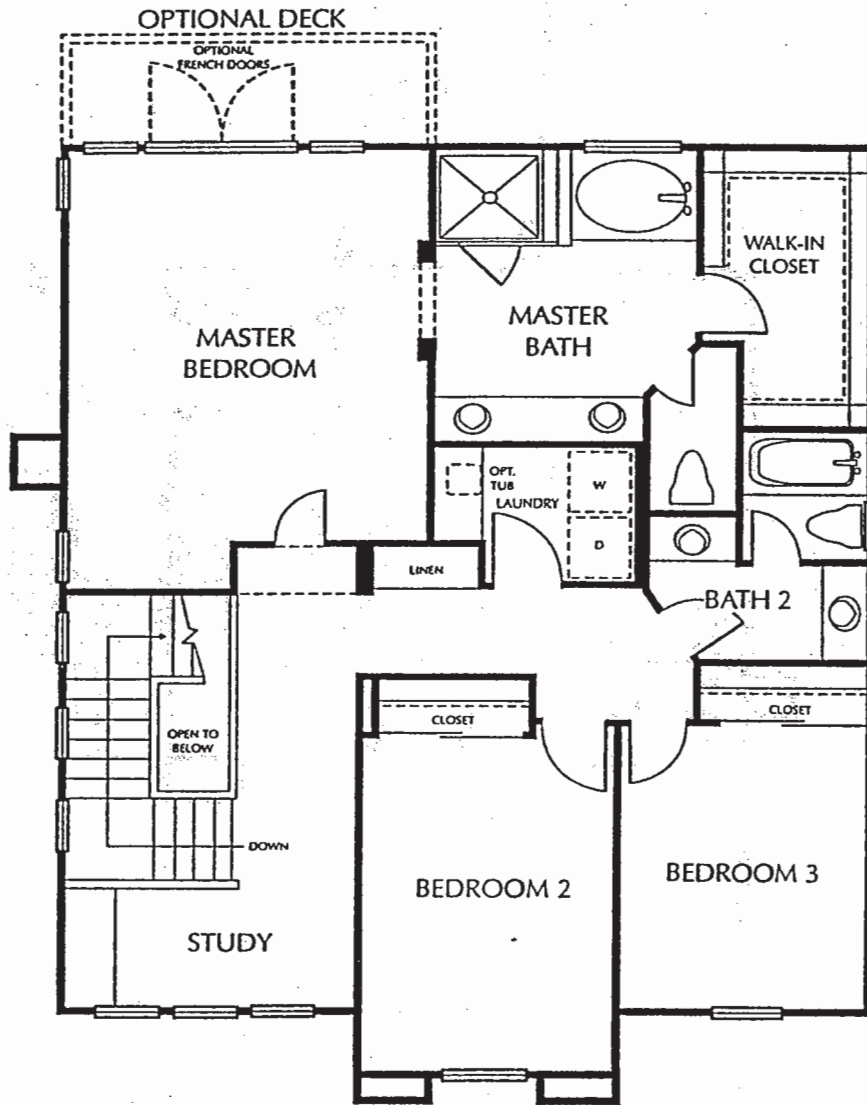 OPTIONAL DECK
OPTIONAL
FRENCH DOORS
WALK-IN
CLOSET
MASTER
BEDROOM
MASTER
BATH
OPT.
TUB
LAUNDRY
W
D
LINEN
BATH 2
CLOSET
CLOSET
OPEN TO
BELOW
DOWN
BEDROOM 2
BEDROOM 3
STUDY